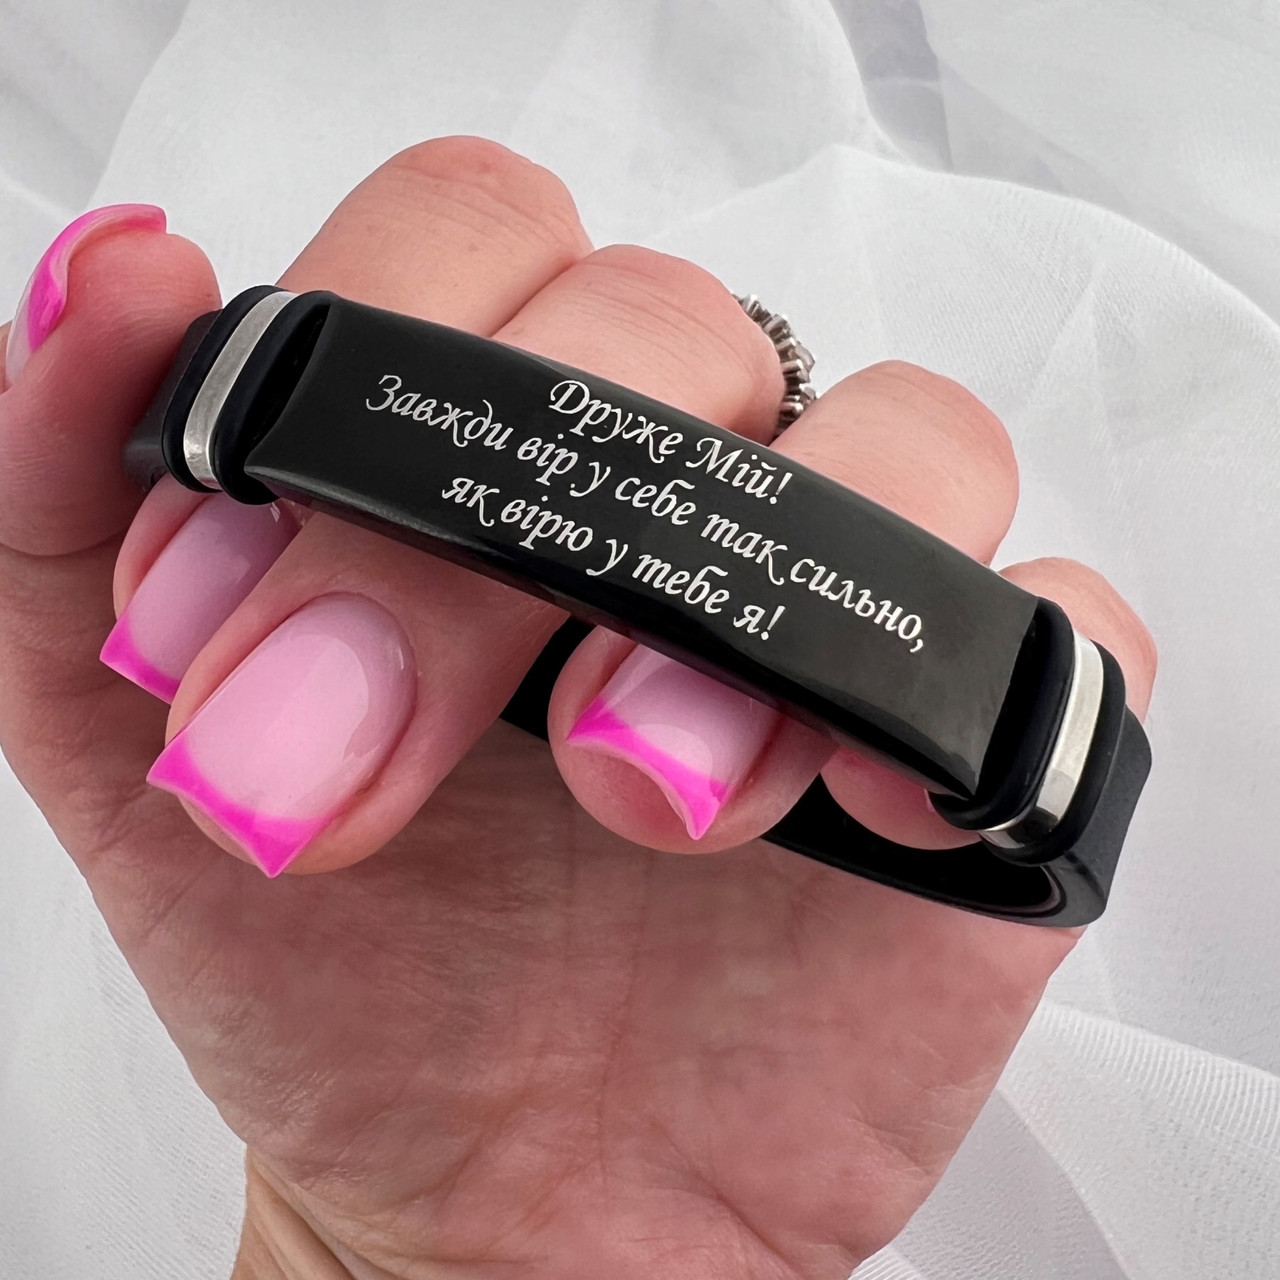 Друже Мій!
Завжди вір у себе так сильно,
як вірю у тебе я!